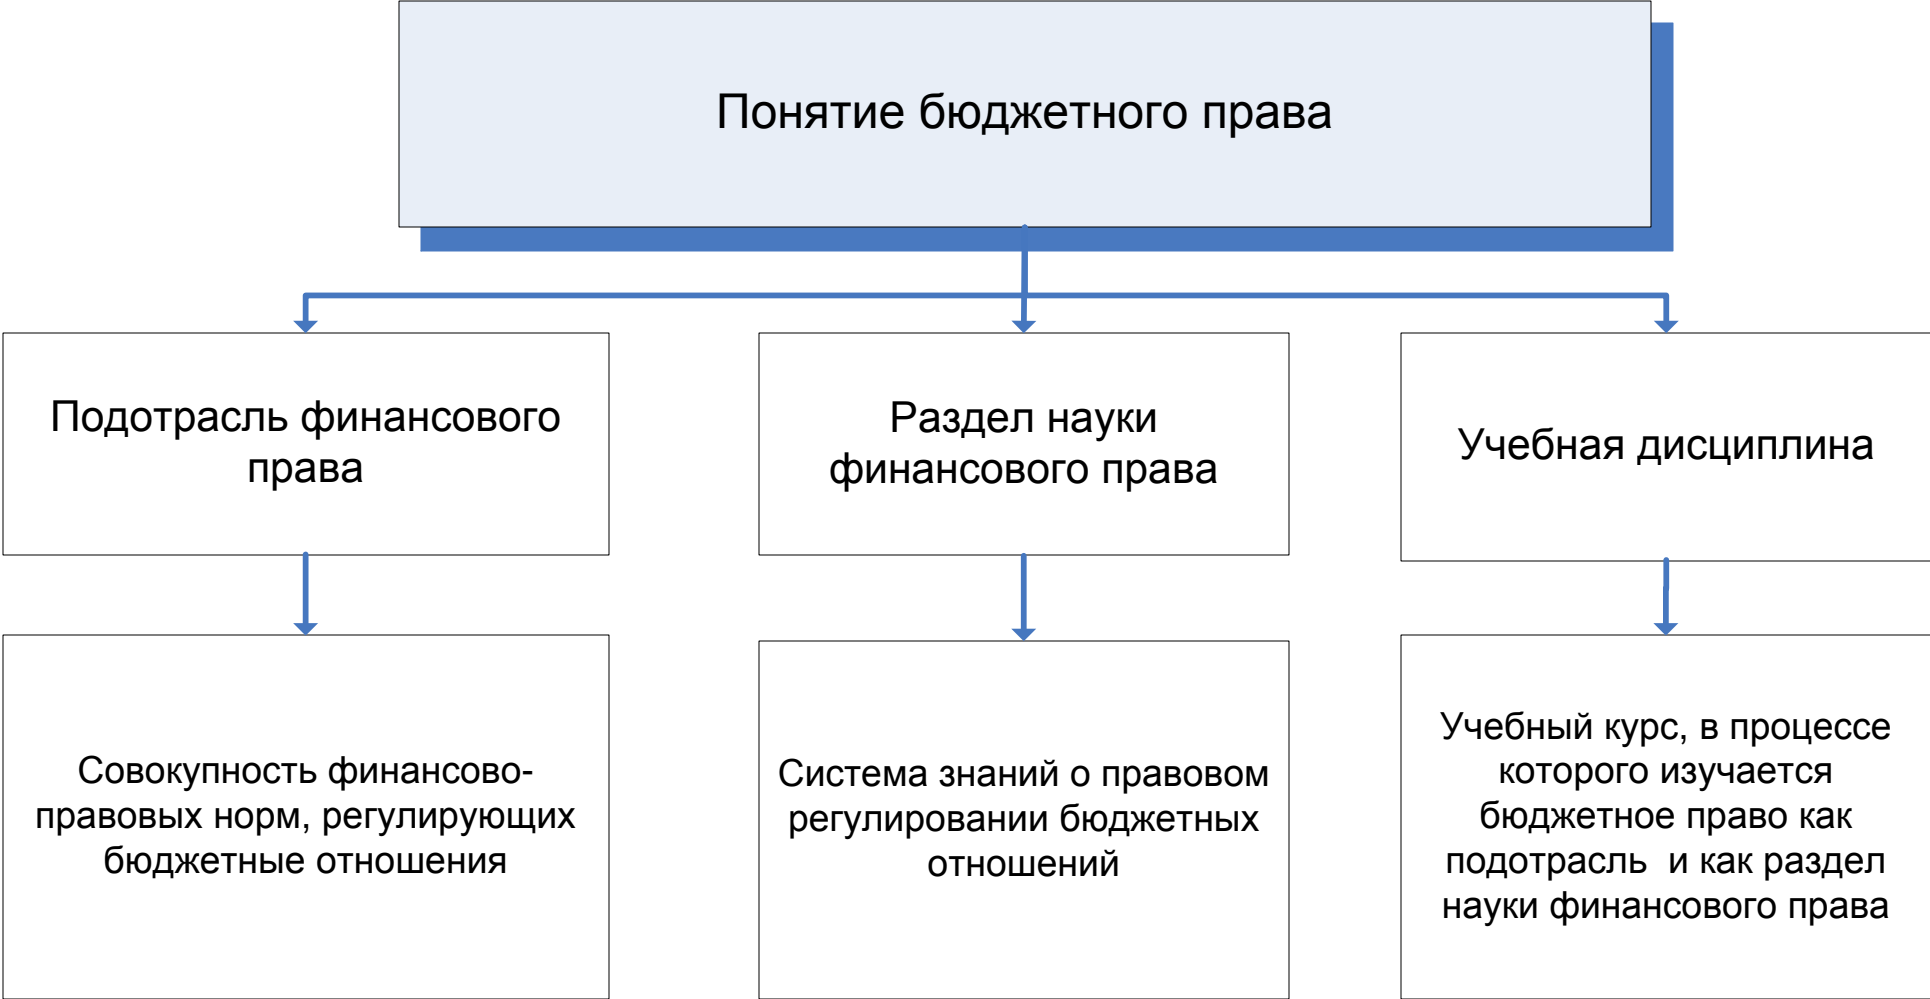 Понятие бюджетного права
Подотрасль финансового
права
Раздел науки
финансового права
Учебная дисциплина
Совокупность финансово-
правовых норм, регулирующих
бюджетные отношения
Система знаний о правовом
регулировании бюджетных
отношений
Учебный курс, в процессе
которого изучается
бюджетное право как
подотрасль  и как раздел
науки финансового права